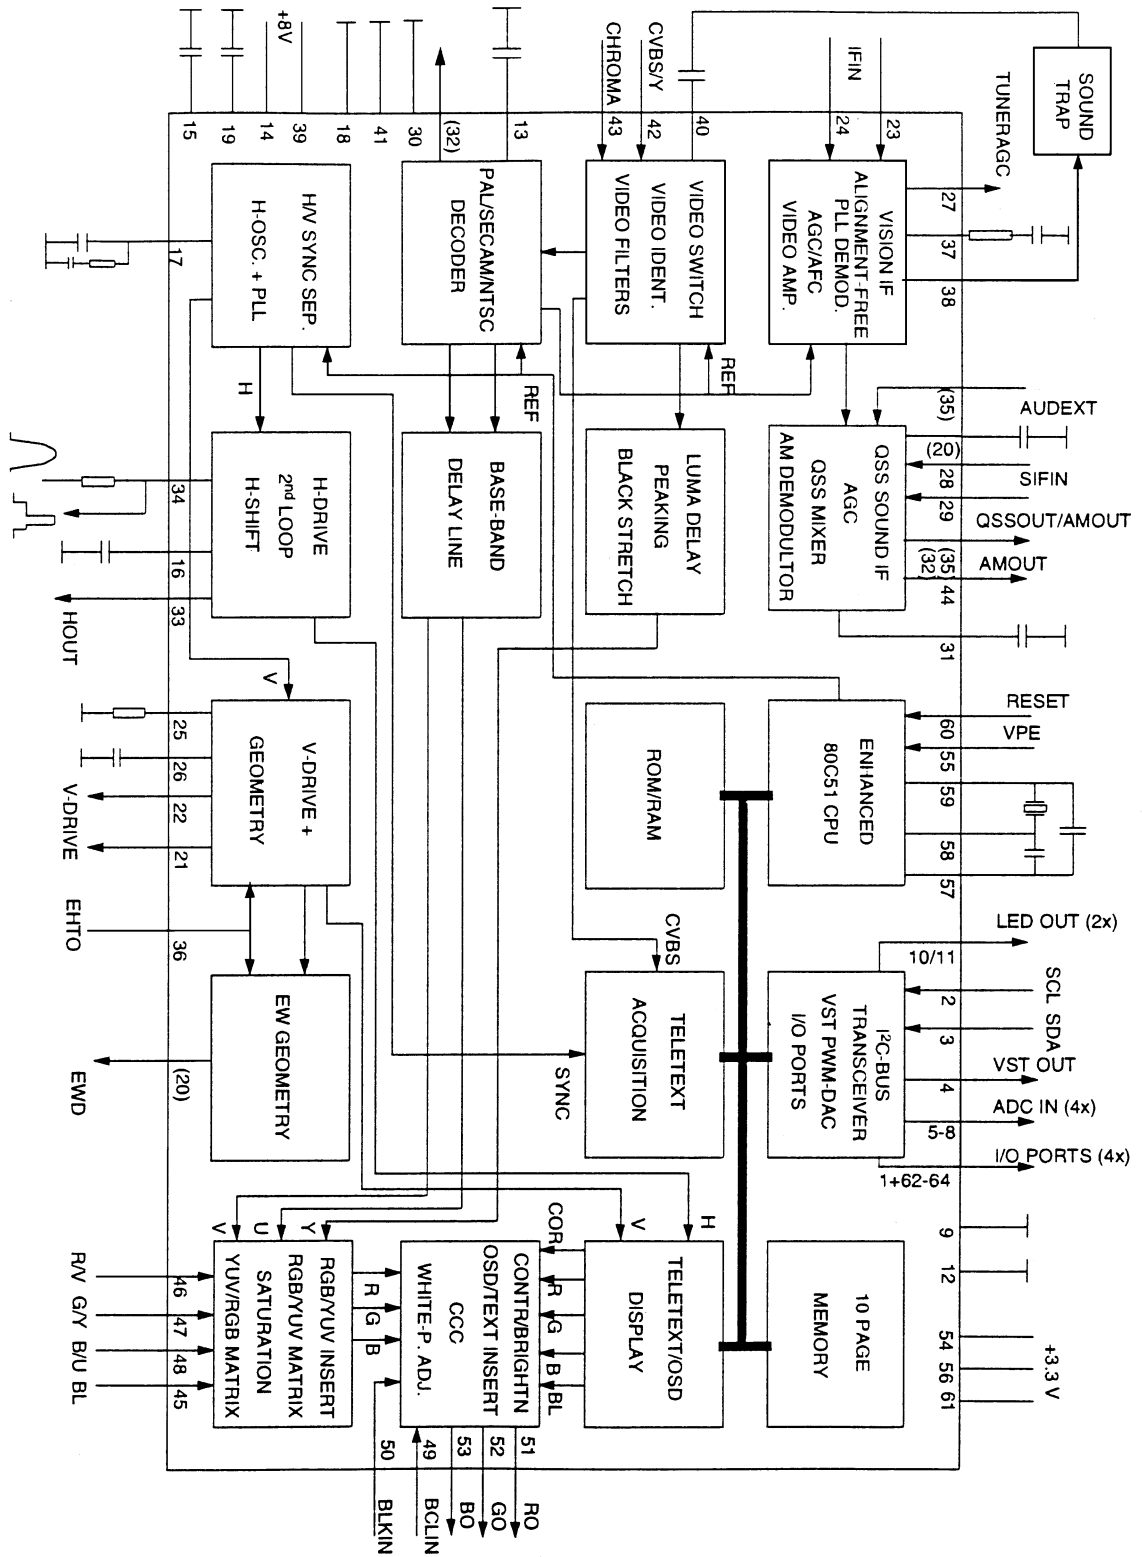 SOUND
TRAP
TUNERAGC
IFIN
CVBS/Y
CHROMA
+8V
23
24
40
42
43
13
(32)
30
41
18
39
14
19
15
27
37
38
VISION IF
ALIGNMENT-FREE
PLL DEMOD.
AGC/AFC
VIDEO AMP.
VIDEO SWITCH
VIDEO IDENT.
VIDEO FILTERS
PAL/SECAM/NTSC
DECODER
H/V SYNC SEP.
H-OSC. + PLL
17
REF
REF
H
(35)
AUDEXT
(20)
28
SIFIN
29
QSSOUT/AMOUT
(35)
(32)
44
AMOUT
31
QSS SOUND IF
AGC
QSS MIXER
AM DEMODULTOR
LUMA DELAY
PEAKING
BLACK STRETCH
BASE-BAND
DELAY LINE
H-DRIVE
2nd LOOP
H-SHIFT
34
16
33
HOUT
V
RESET
60
VPE
55
59
58
57
ENHANCED
80C51 CPU
ROM/RAM
V-DRIVE +
GEOMETRY
25
26
22
21
V-DRIVE
EHTO
36
LED OUT (2x)
10/11
SCL
2
SDA
3
VST OUT
4
ADC IN (4x)
5-8
I/O PORTS (4x)
1+62-64
I²C-BUS
TRANSCEIVER
VST PWM-DAC
I/O PORTS
CVBS
TELETEXT
ACQUISITION
SYNC
EW GEOMETRY
(20)
EWD
9
12
54
56
61
+3.3 V
10 PAGE
MEMORY
H
V
TELETEXT/OSD
DISPLAY
COR
R
G
B
BL
CONTR/BRIGHTN
OSD/TEXT INSERT
CCC
WHITE-P. ADJ.
R
G
B
Y
U
V
RGB/YUV INSERT
RGB/YUV MATRIX
SATURATION
YUV/RGB MATRIX
R/V
46
G/Y
47
B/U
48
BL
45
51
52
53
49
50
RO
GO
BO
BCLIN
BLKIN